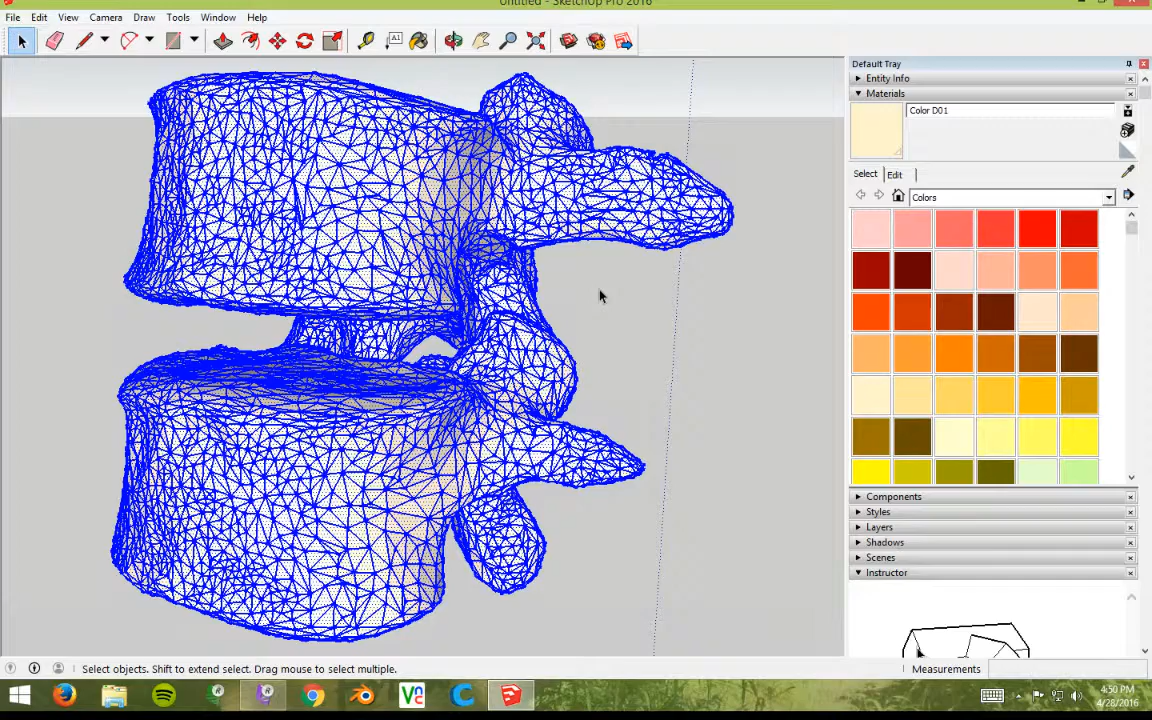 Untitled - SketchUp Pro 2016
File Edit View Camera Draw Tools Window Help
A1
Default Tray
Entity Info
Materials
Color D01
Select Edit
Colors
Components
Styles
Layers
Shadows
Scenes
Instructor
Select objects. Shift to extend select. Drag mouse to select multiple.
Measurements
4:50 PM
4/28/2016